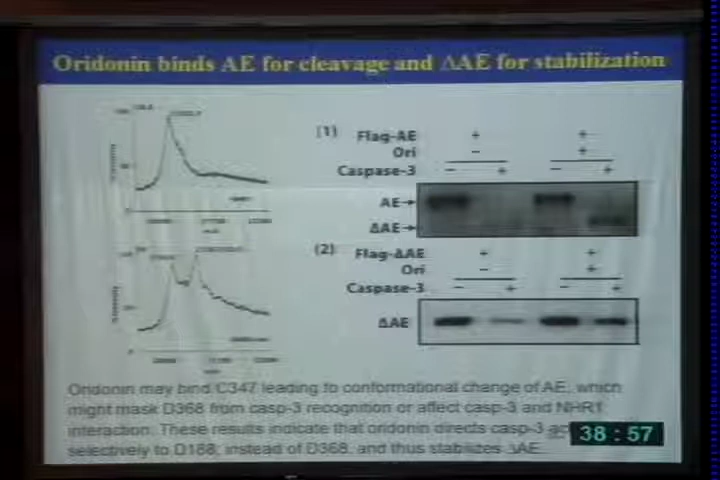 Oridonin binds AE for cleavage and ΔAE for stabilization
(1) Flag-AE + +
Ori - +
Caspase-3 - + - +
AE→
ΔAE→
(2) Flag-ΔAE + +
Ori - +
Caspase-3 - + - +
ΔAE
Oridonin may bind C347 leading to conformational change of AE, which
might mask D368 from casp-3 recognition or affect casp-3 and NHR1
interaction. These results indicate that oridonin directs casp-3
selectively to D188, instead of D368, and thus stabilizes ΔAE.
38:57